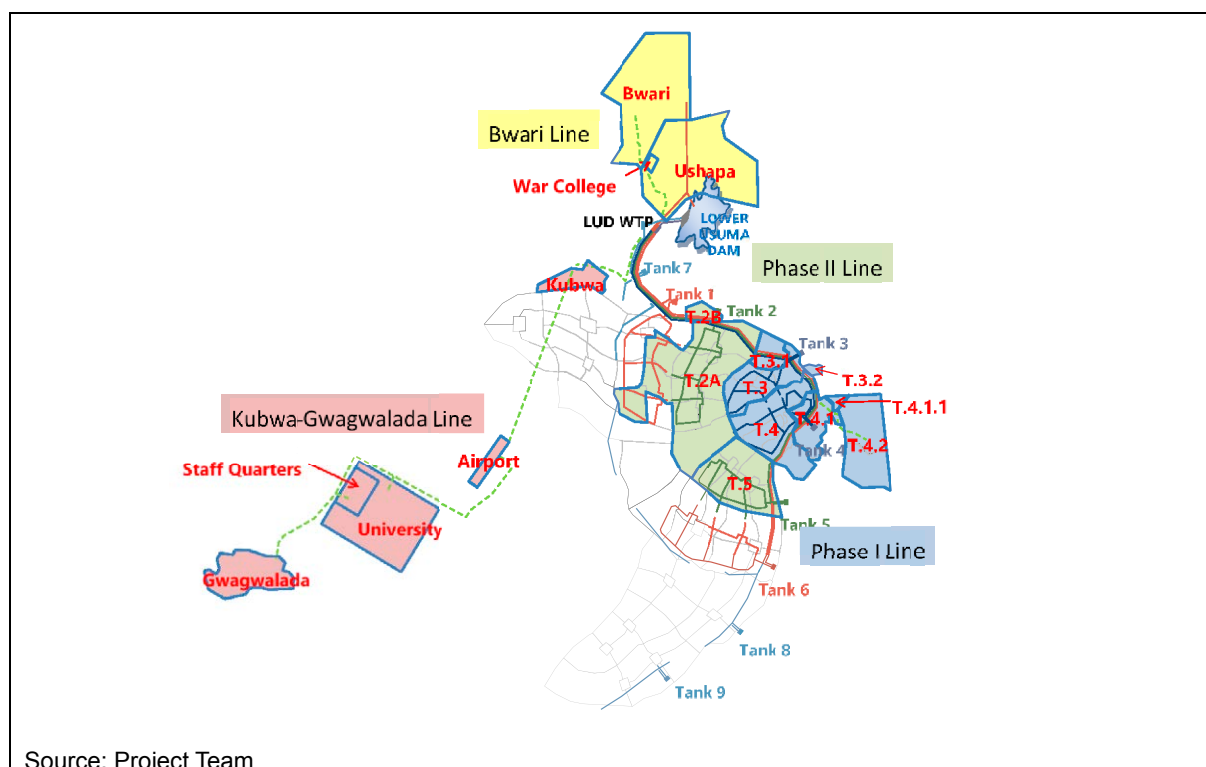 Bwari
Bwari Line
Ushapa
War College
LUD WTP
LOWER
USUMA
DAM
Phase II Line
Tank 7
Kubwa
Tank 1
Tank 2
T.2B
Tank 3
T.3.1
T.3.2
T.2A
T.3
T.4.1.1
Kubwa-Gwagwalada Line
T.4.1
T.4
T.4.2
Tank 4
Airport
Staff Quarters
T.5
University
Tank 5
Phase I Line
Gwagwalada
Tank 6
Tank 8
Tank 9
Source: Project Team